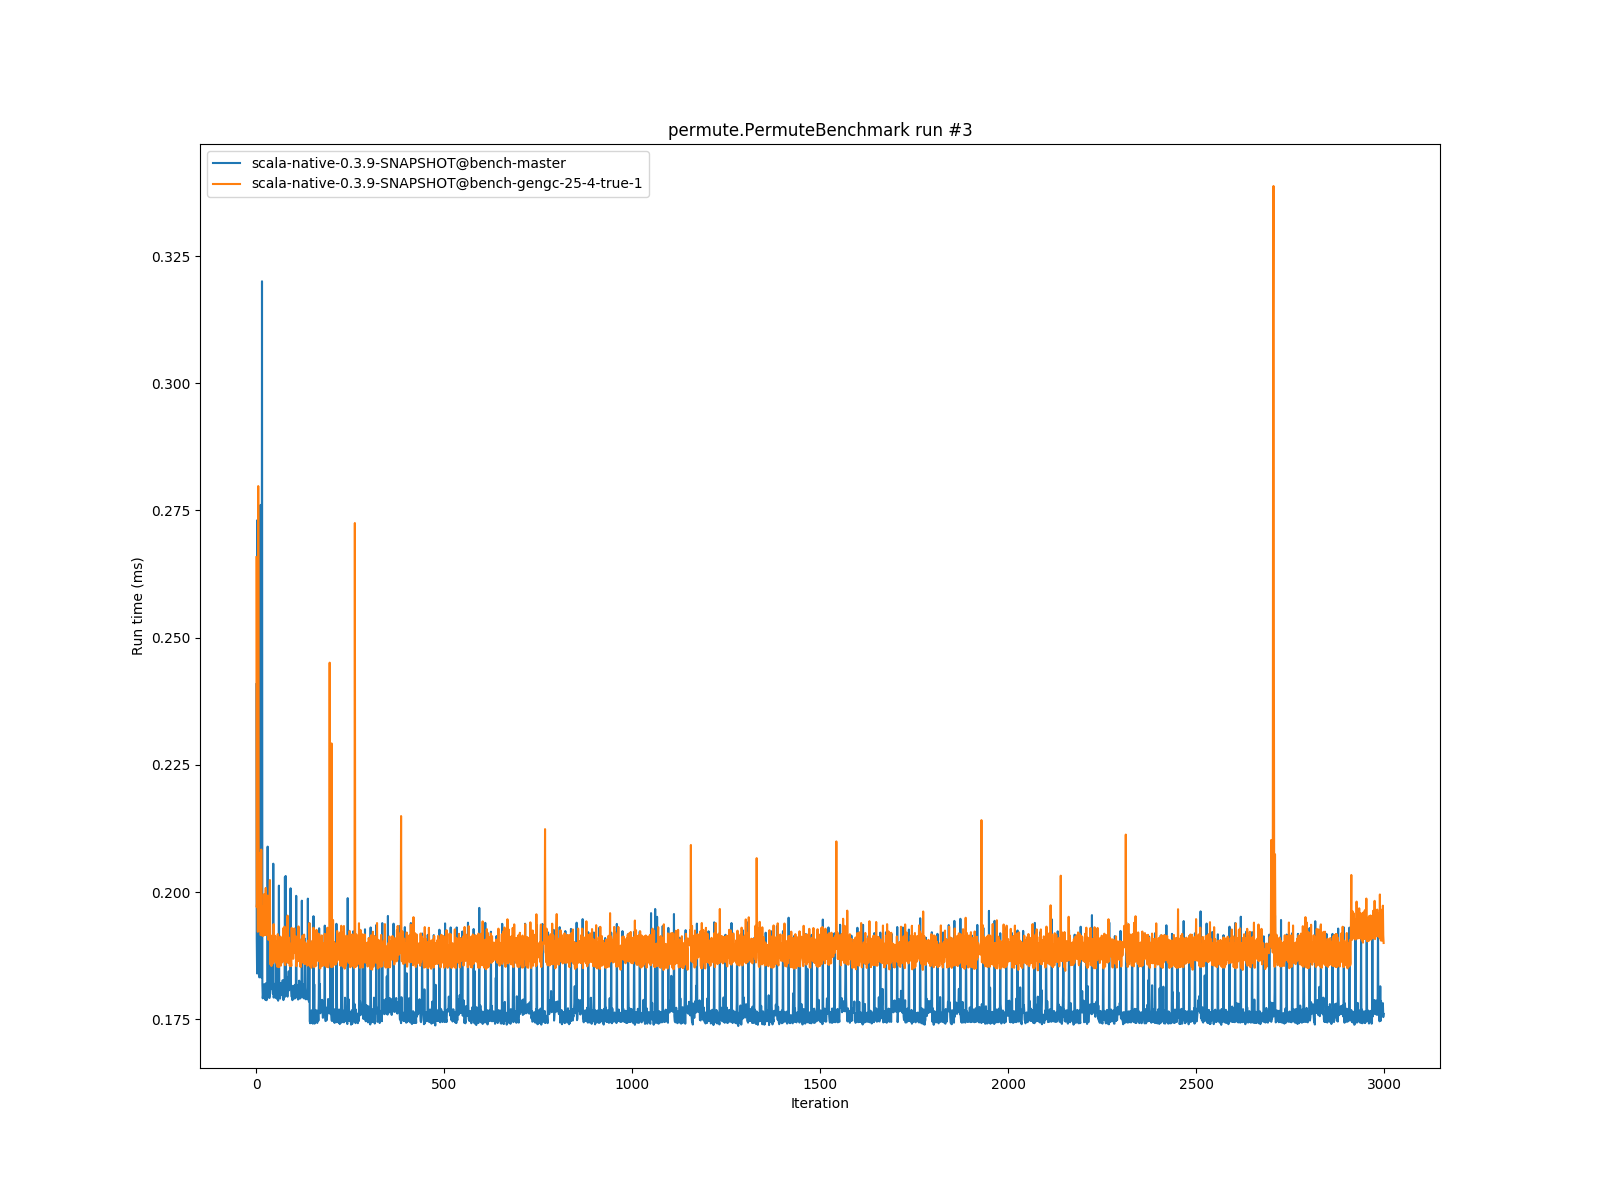 permute.PermuteBenchmark run #3
scala-native-0.3.9-SNAPSHOT@bench-master
scala-native-0.3.9-SNAPSHOT@bench-gengc-25-4-true-1
0.325
0.300
0.275
0.250
0.225
0.200
0.175
Run time (ms)
0 500 1000 1500 2000 2500 3000
Iteration